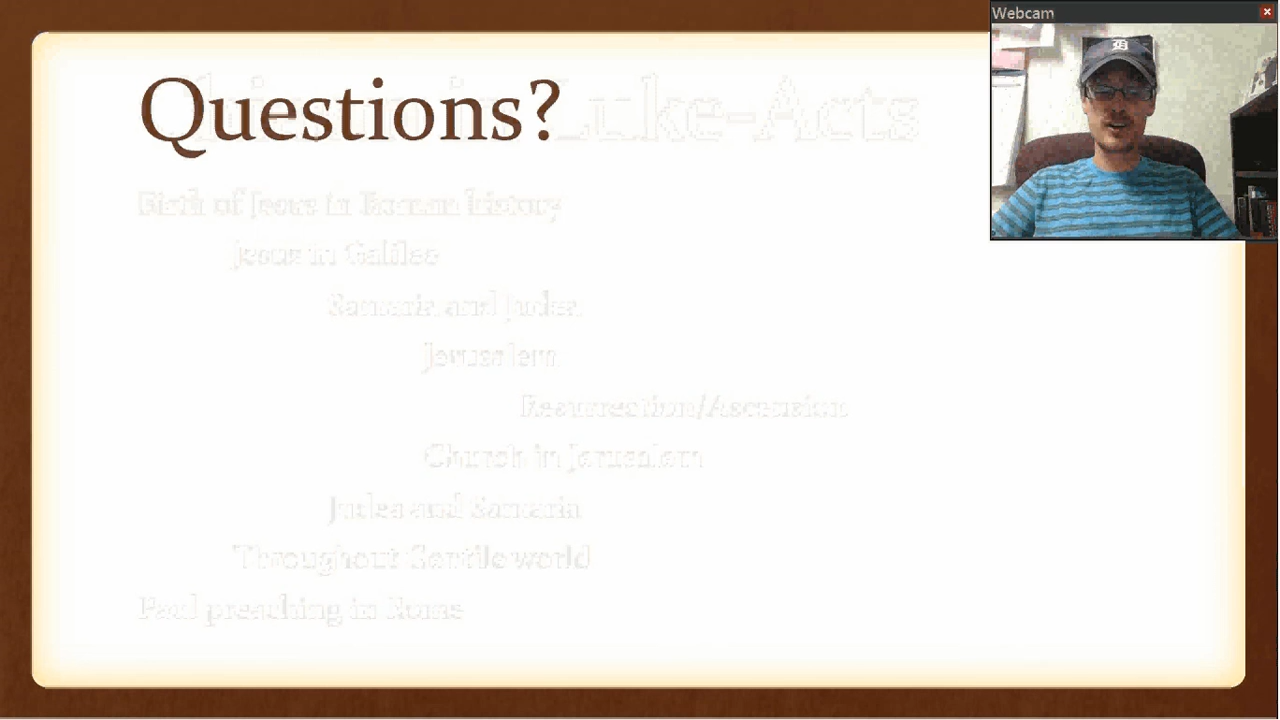 Webcam
Questions?
Luke-Acts
Birth of Jesus in Roman history
Jesus in Galilee
Samaria and Judea
Jerusalem
Resurrection/Ascension
Church in Jerusalem
Judea and Samaria
Throughout Gentile world
Paul preaching in Rome